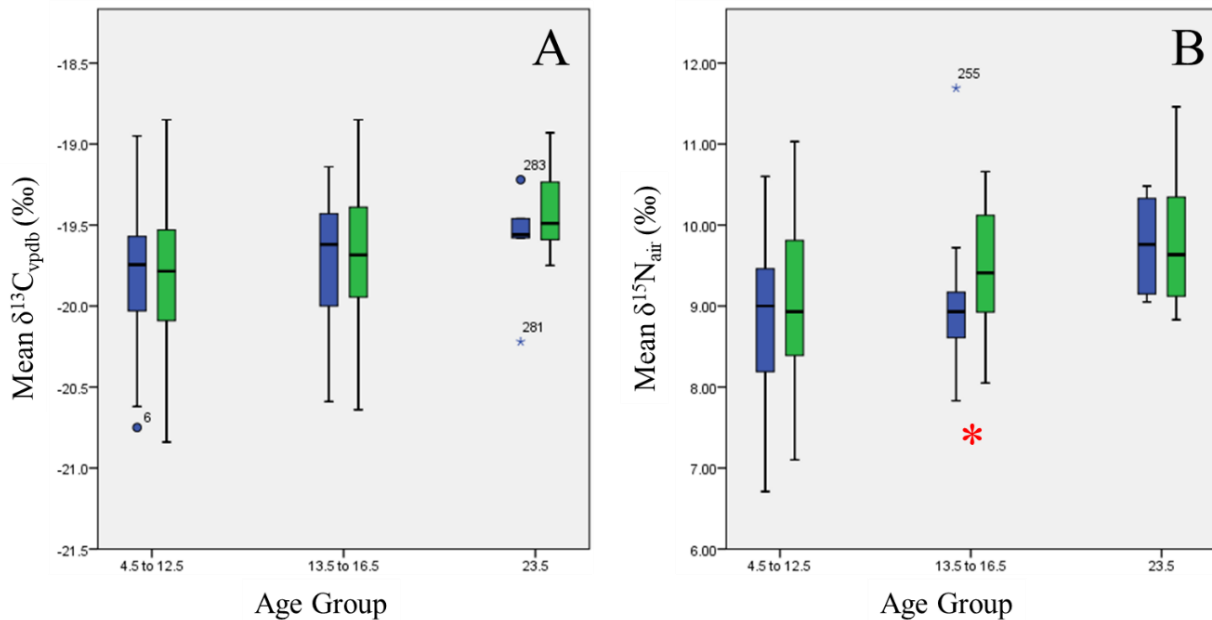 A
Mean δ¹³C_vpdb (‰)
-18.5
-19.0
-19.5
-20.0
-20.5
-21.0
-21.5
6
283
281
4.5 to 12.5
13.5 to 16.5
23.5
Age Group
B
Mean δ¹⁵N_air (‰)
12.00
11.00
10.00
9.00
8.00
7.00
6.00
255
*
4.5 to 12.5
13.5 to 16.5
23.5
Age Group